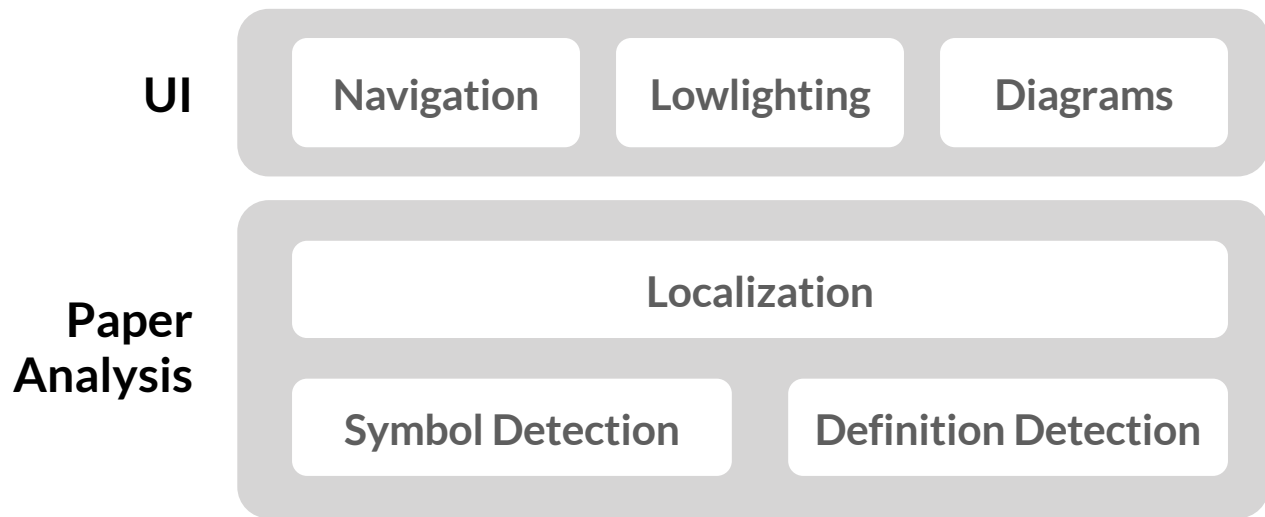 UI
Navigation
Lowlighting
Diagrams
Paper
Analysis
Localization
Symbol Detection
Definition Detection